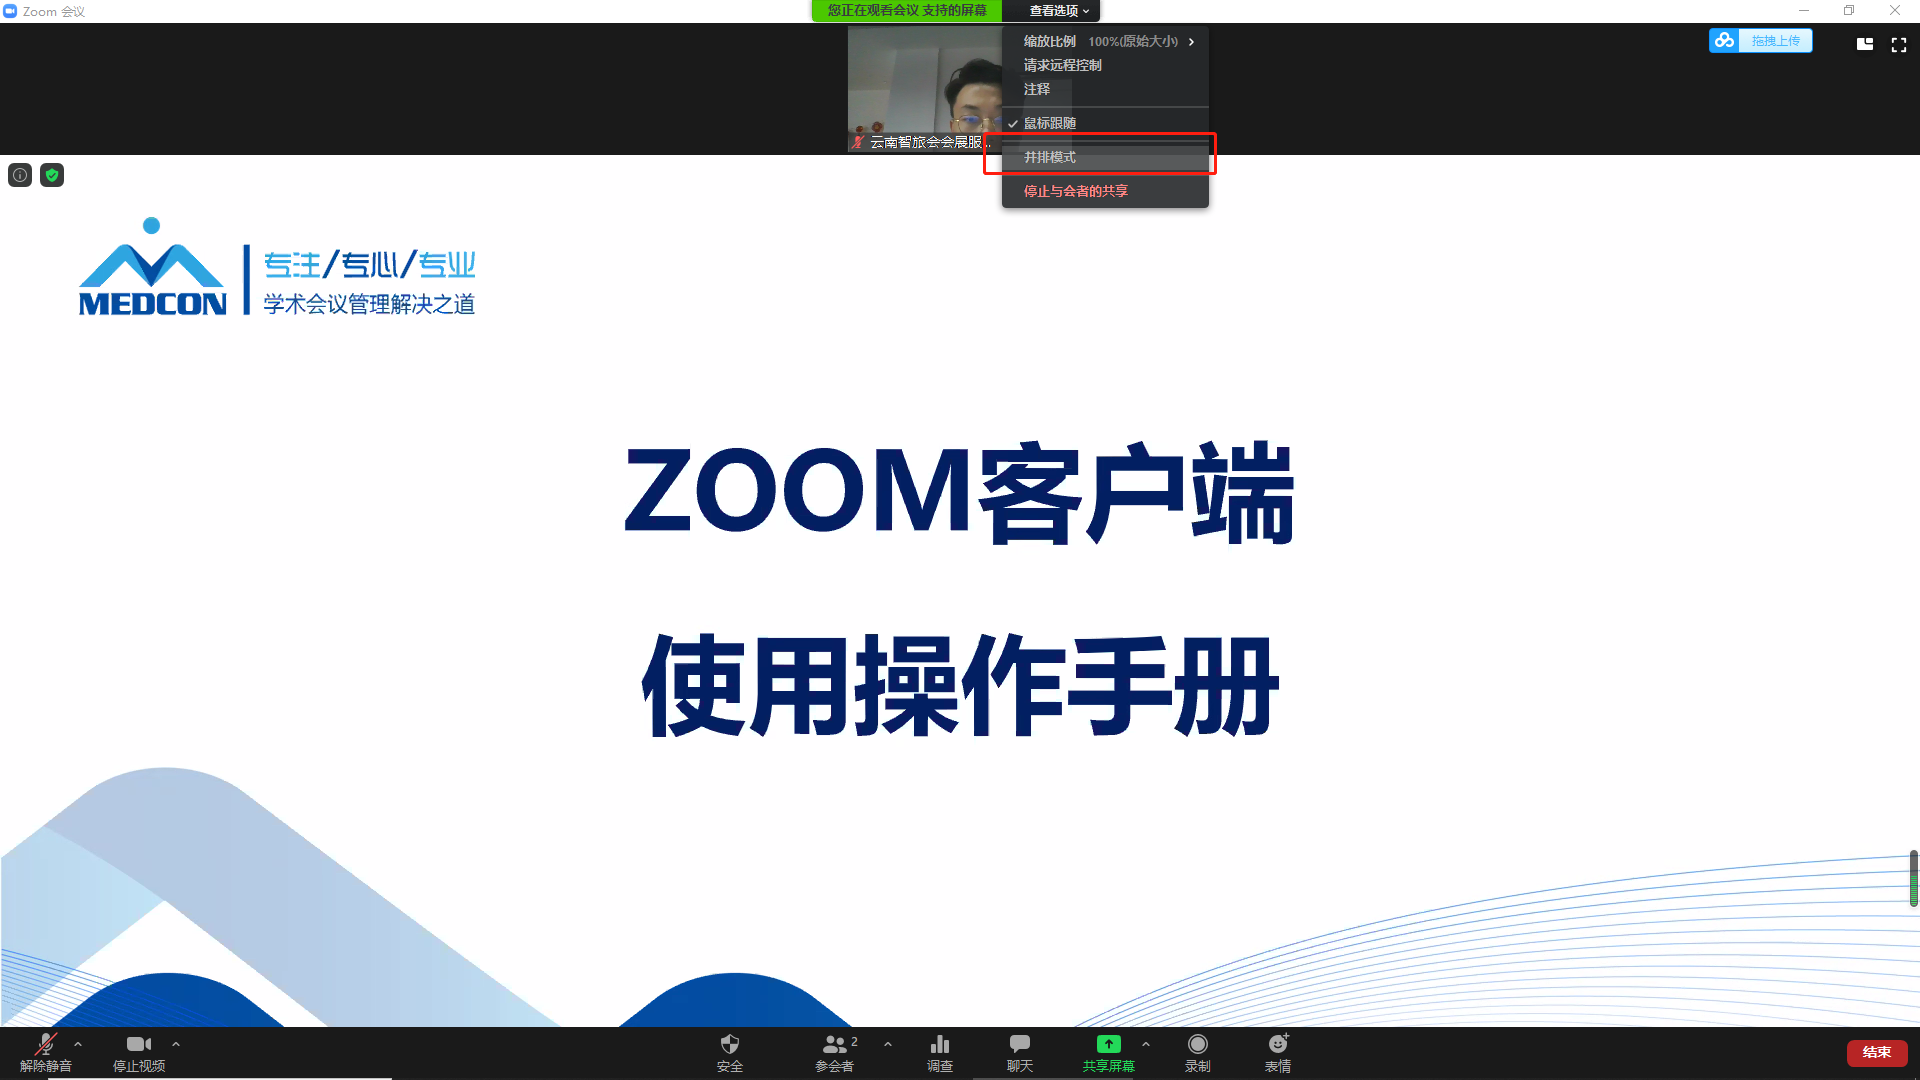 Zoom 会议
您正在观看会议 支持的屏幕
查看选项
缩放比例 100%(原始大小)
请求远程控制
注释
鼠标跟随
并排模式
停止与会者的共享
云南智旅会会展服...
拖拽上传
专注/专心/专业
MEDCON
学术会议管理解决之道
ZOOM客户端
使用操作手册
解除静音
停止视频
安全
参会者
2
调查
聊天
共享屏幕
录制
表情
结束